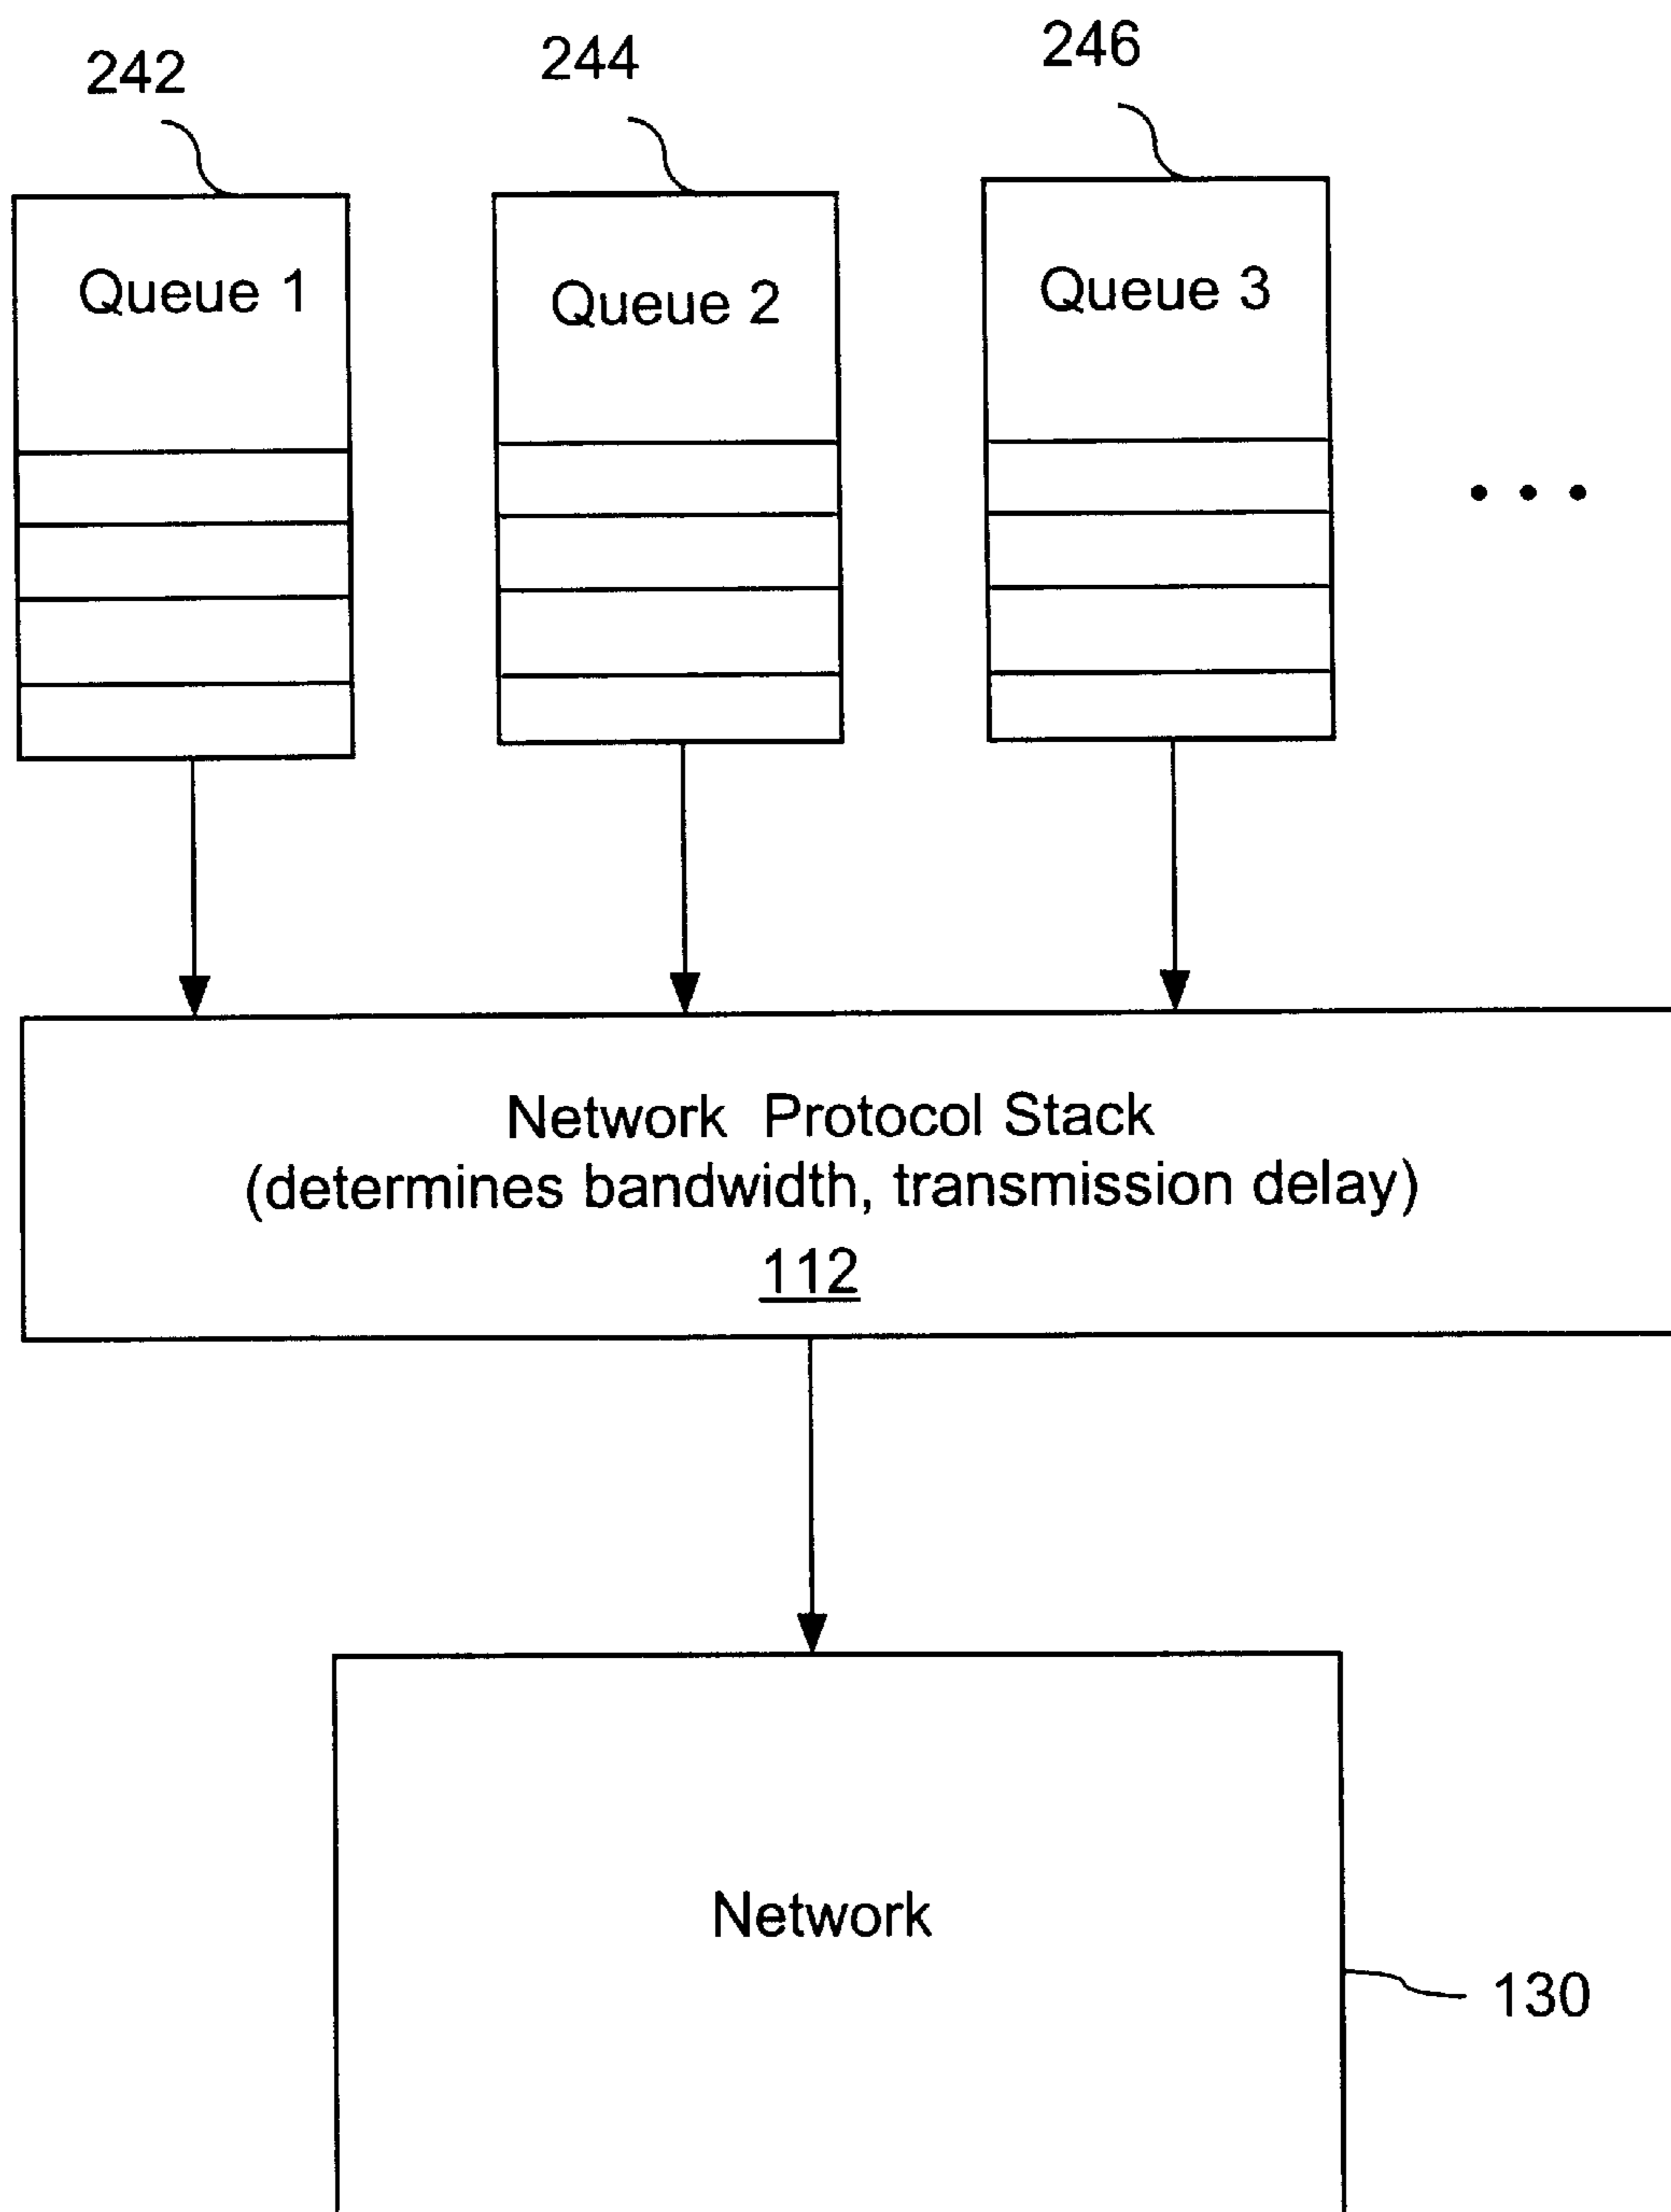 242
244
246
Queue 1
Queue 2
Queue 3
Network Protocol Stack
(determines bandwidth, transmission delay)
112
Network
130